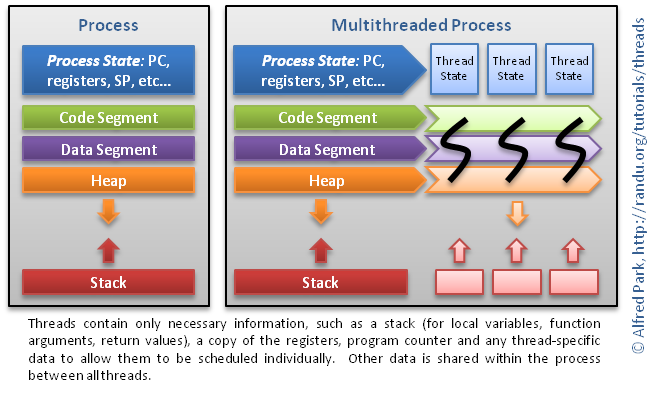 Process
Process State: PC,
registers, SP, etc...
Code Segment
Data Segment
Heap
Stack
Multithreaded Process
Process State: PC,
registers, SP, etc...
Thread
State
Thread
State
Thread
State
Code Segment
Data Segment
Heap
Stack
Threads contain only necessary information, such as a stack (for local variables, function
arguments, return values), a copy of the registers, program counter and any thread-specific
data to allow them to be scheduled individually. Other data is shared within the process
between all threads.
© Alfred Park, http://randu.org/tutorials/threads